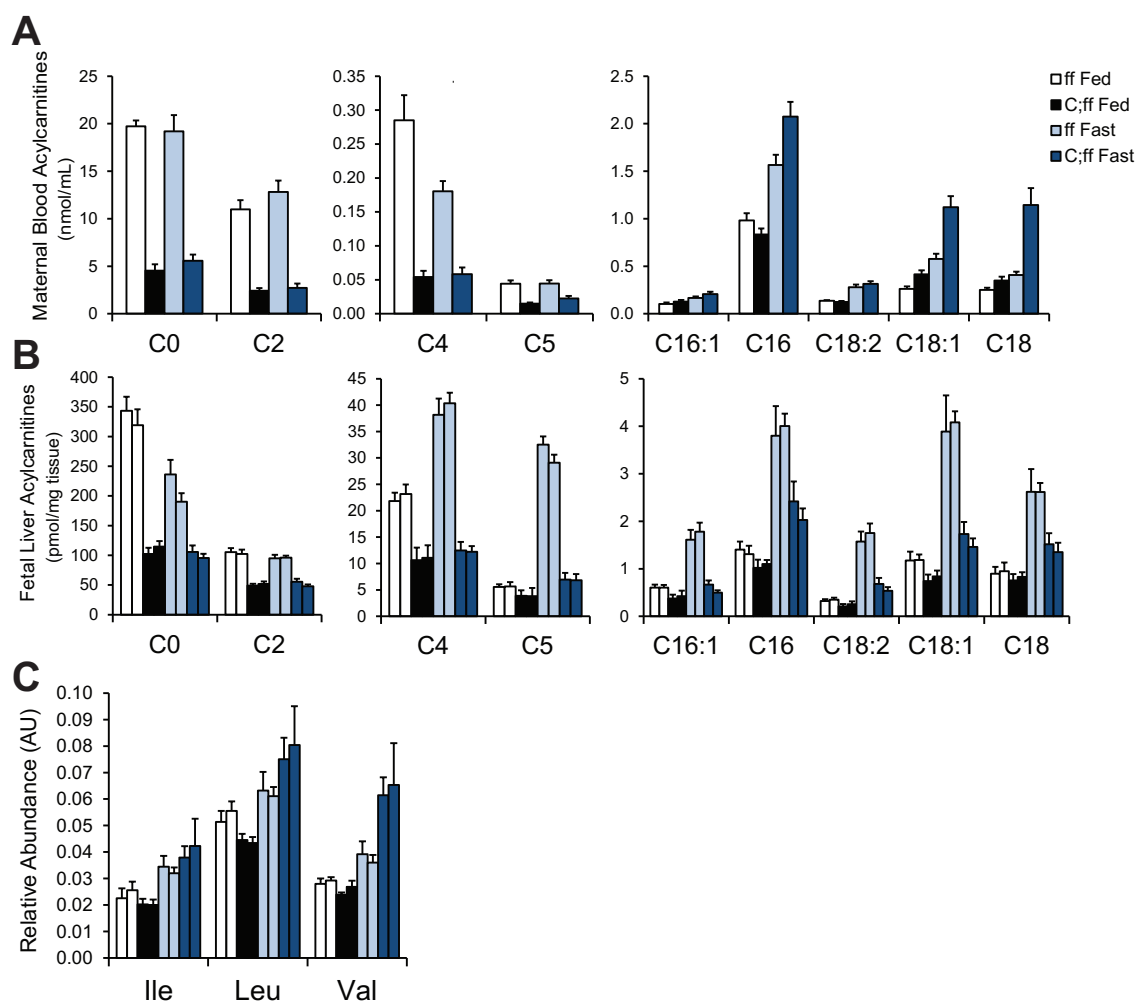 A
Maternal Blood Acylcarnitines
(nmol/mL)
25
20
15
10
5
0
C0 C2
0.35
0.30
0.25
0.20
0.15
0.10
0.05
0.00
C4 C5
2.5
2.0
1.5
1.0
0.5
0.0
C16:1 C16 C18:2 C18:1 C18
ff Fed
C;ff Fed
ff Fast
C;ff Fast
B
Fetal Liver Acylcarnitines
(pmol/mg tissue)
400
350
300
250
200
150
100
50
0
C0 C2
45
40
35
30
25
20
15
10
5
0
C4 C5
5
4
3
2
1
0
C16:1 C16 C18:2 C18:1 C18
C
Relative Abundance (AU)
0.10
0.09
0.08
0.07
0.06
0.05
0.04
0.03
0.02
0.01
0.00
Ile Leu Val